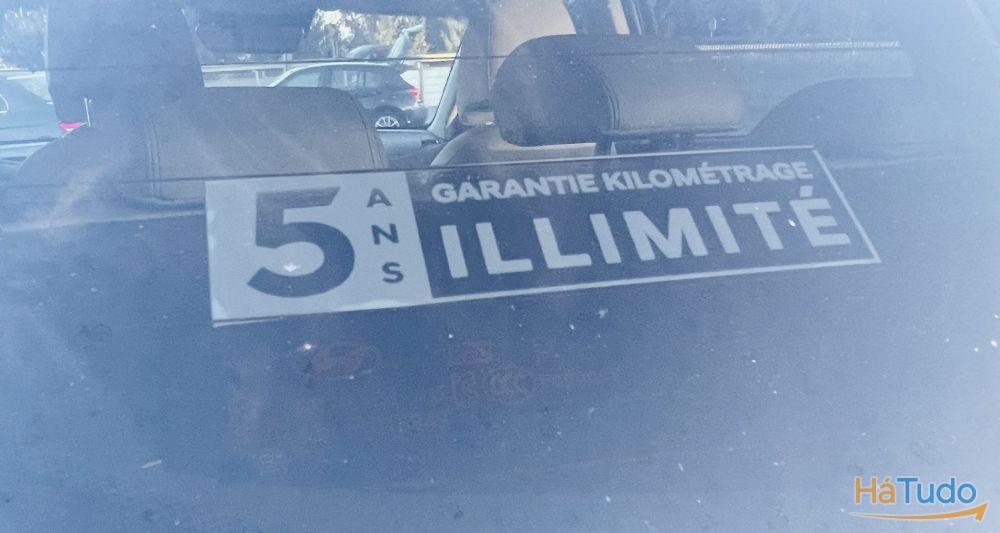 5 ANS
GARANTIE KILOMÉTRAGE
ILLIMITÉ
HáTudo